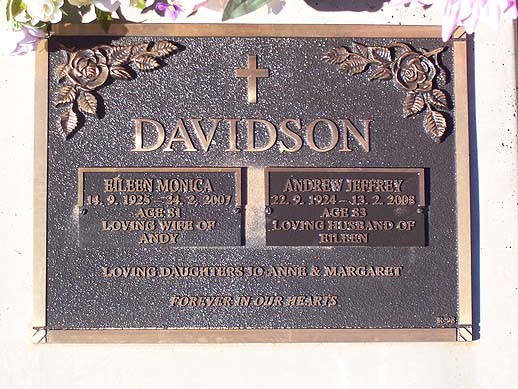 DAVIDSON
EILEEN MONICA
14. 9. 1925 – 24. 2. 2007
AGE 81
LOVING WIFE OF
ANDY
ANDREW JEFFREY
22. 9. 1924 – 13. 2. 2008
AGE 83
LOVING HUSBAND OF
EILEEN
LOVING DAUGHTERS JO ANNE & MARGARET
FOREVER IN OUR HEARTS